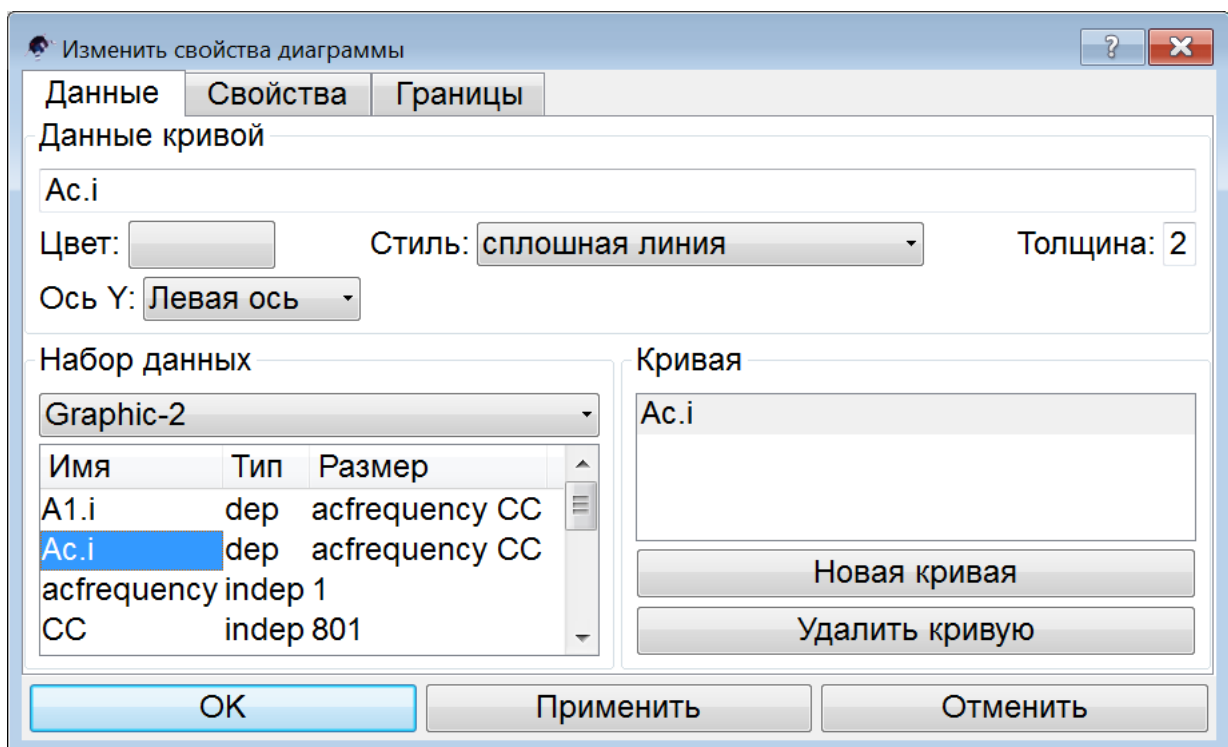 Изменить свойства диаграммы
Данные Свойства Границы
Данные кривой
Ac.i
Цвет: Стиль: сплошная линия Толщина: 2
Ось Y: Левая ось
Набор данных
Graphic-2
Имя Тип Размер
A1.i dep acfrequency CC
Ac.i dep acfrequency CC
acfrequency indep 1
CC indep 801
Кривая
Ac.i
Новая кривая
Удалить кривую
OK Применить Отменить